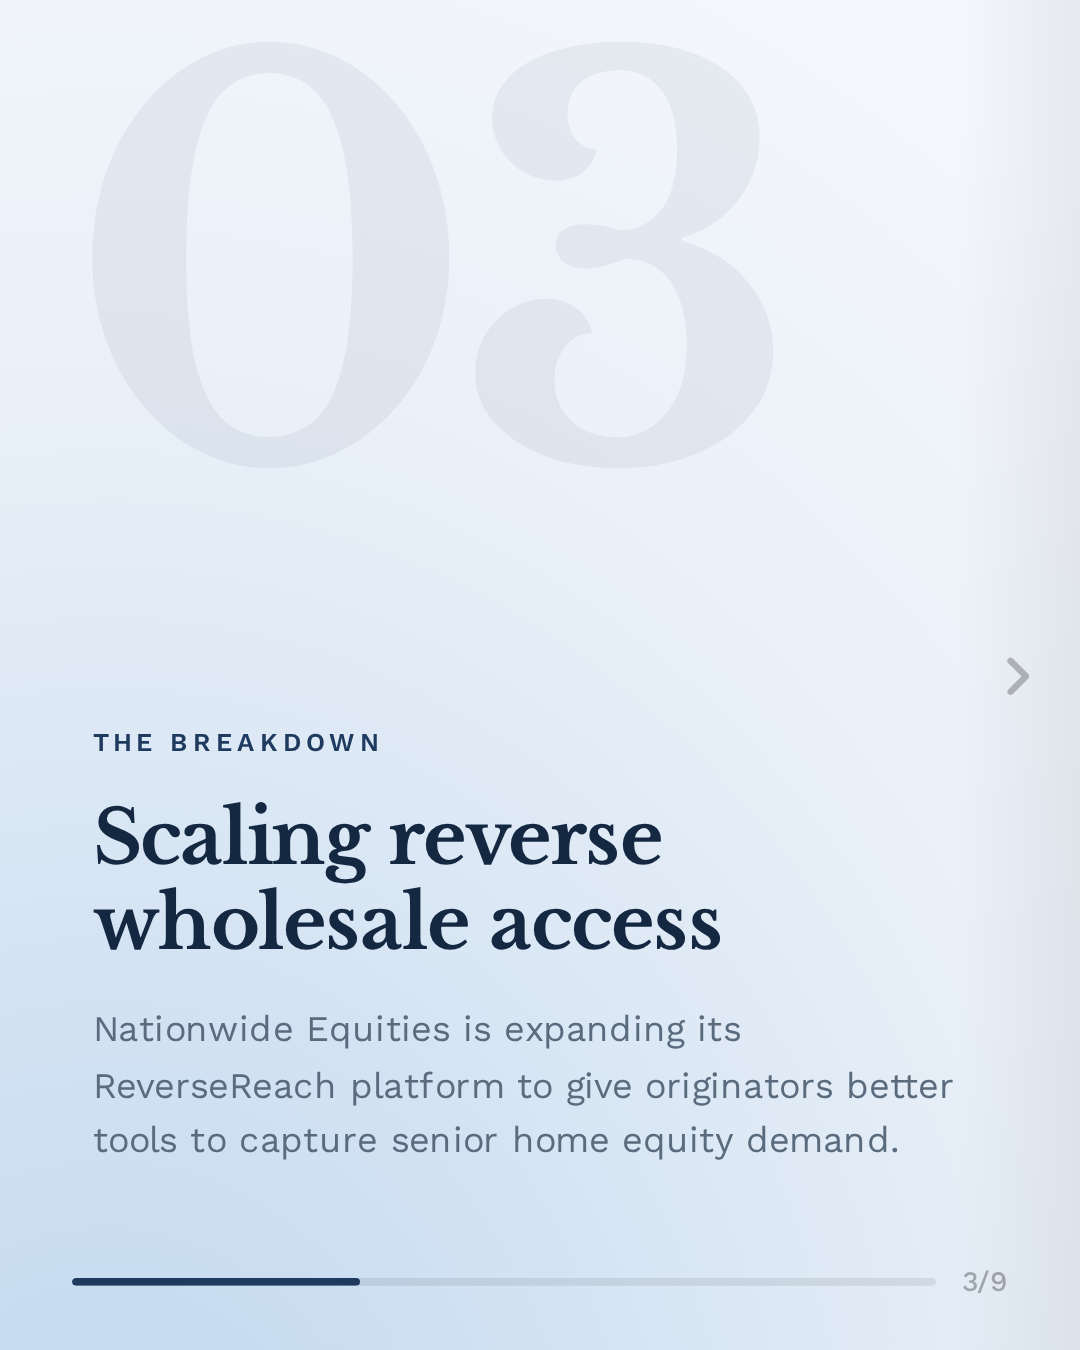 03
THE BREAKDOWN
Scaling reverse
wholesale access
Nationwide Equities is expanding its
ReverseReach platform to give originators better
tools to capture senior home equity demand.
3/9